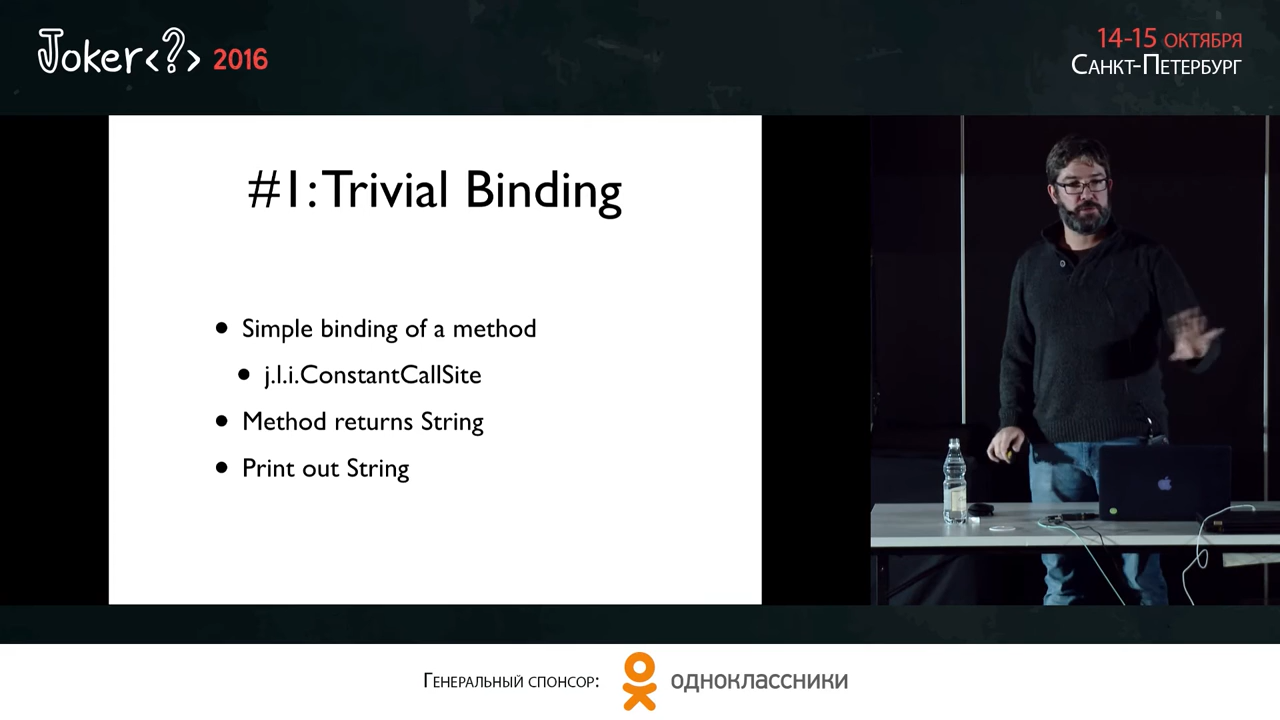 Joker<?> 2016
14-15 октября
Санкт-Петербург
#1: Trivial Binding
• Simple binding of a method
• j.l.i.ConstantCallSite
• Method returns String
• Print out String
Генеральный спонсор:
одноклассники